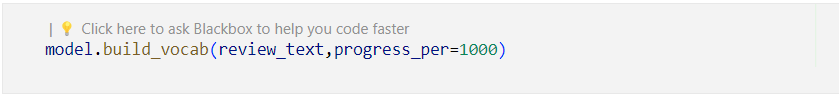 | 💡 Click here to ask Blackbox to help you code faster
model.build_vocab(review_text,progress_per=1000)